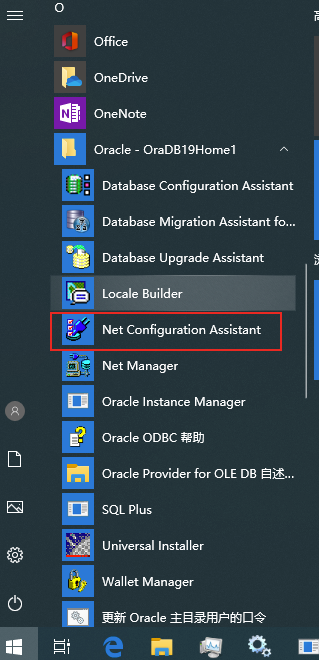 O
Office
OneDrive
OneNote
Oracle - OraDB19Home1
Database Configuration Assistant
Database Migration Assistant fo...
Database Upgrade Assistant
Locale Builder
Net Configuration Assistant
Net Manager
Oracle Instance Manager
Oracle ODBC 帮助
Oracle Provider for OLE DB 自述...
SQL Plus
Universal Installer
Wallet Manager
更新 Oracle 主目录用户的口令